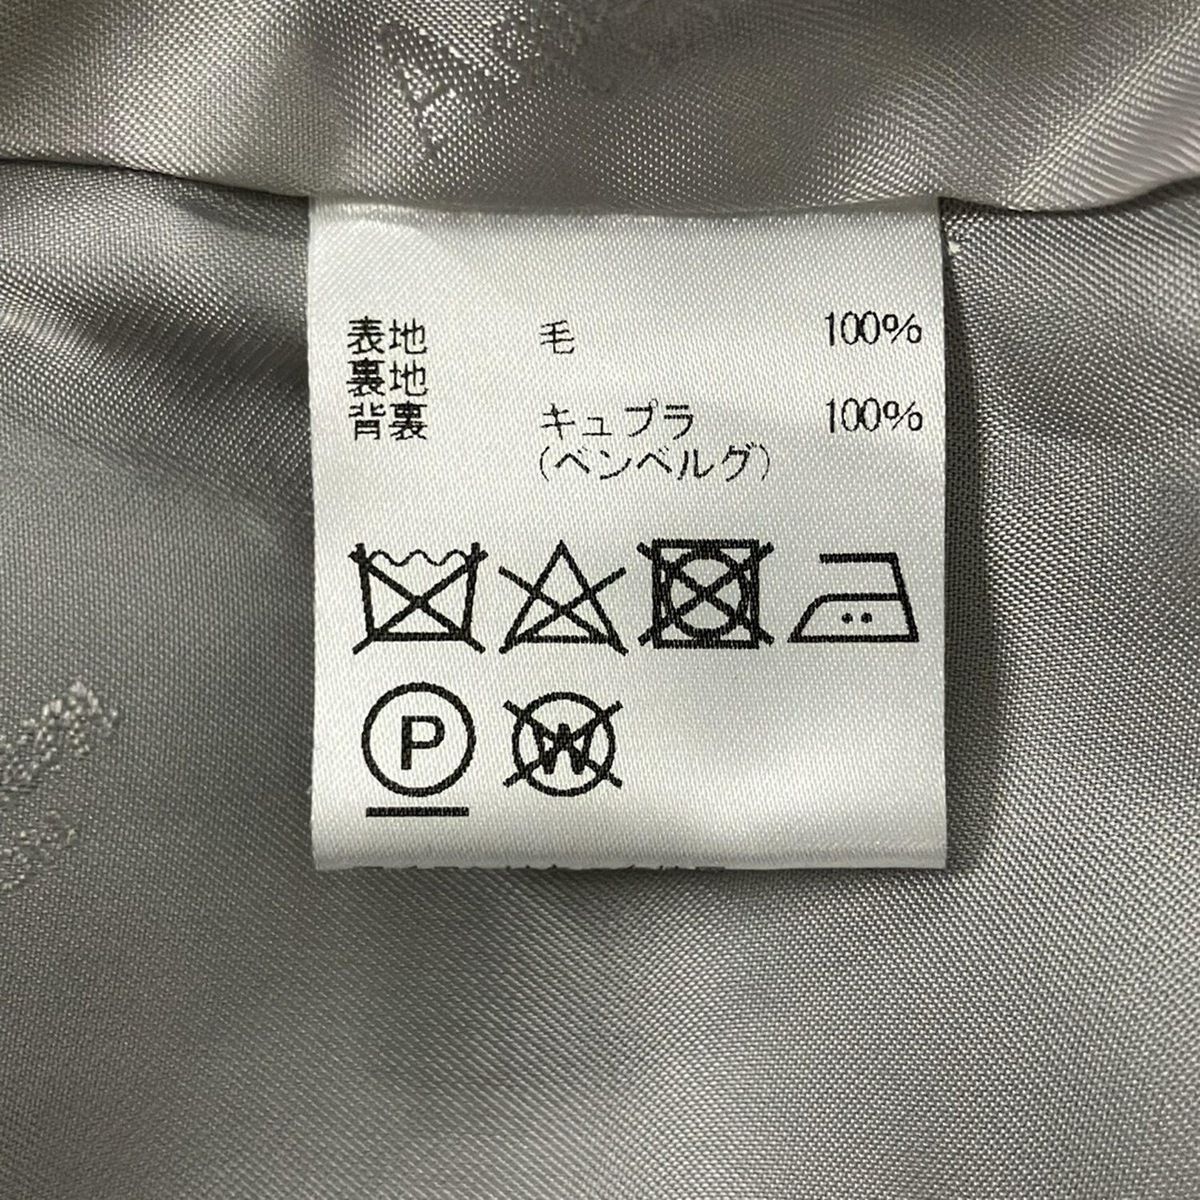 表地 毛 100%
裏地
背裏 キュプラ 100%
(ベンベルグ)
P W